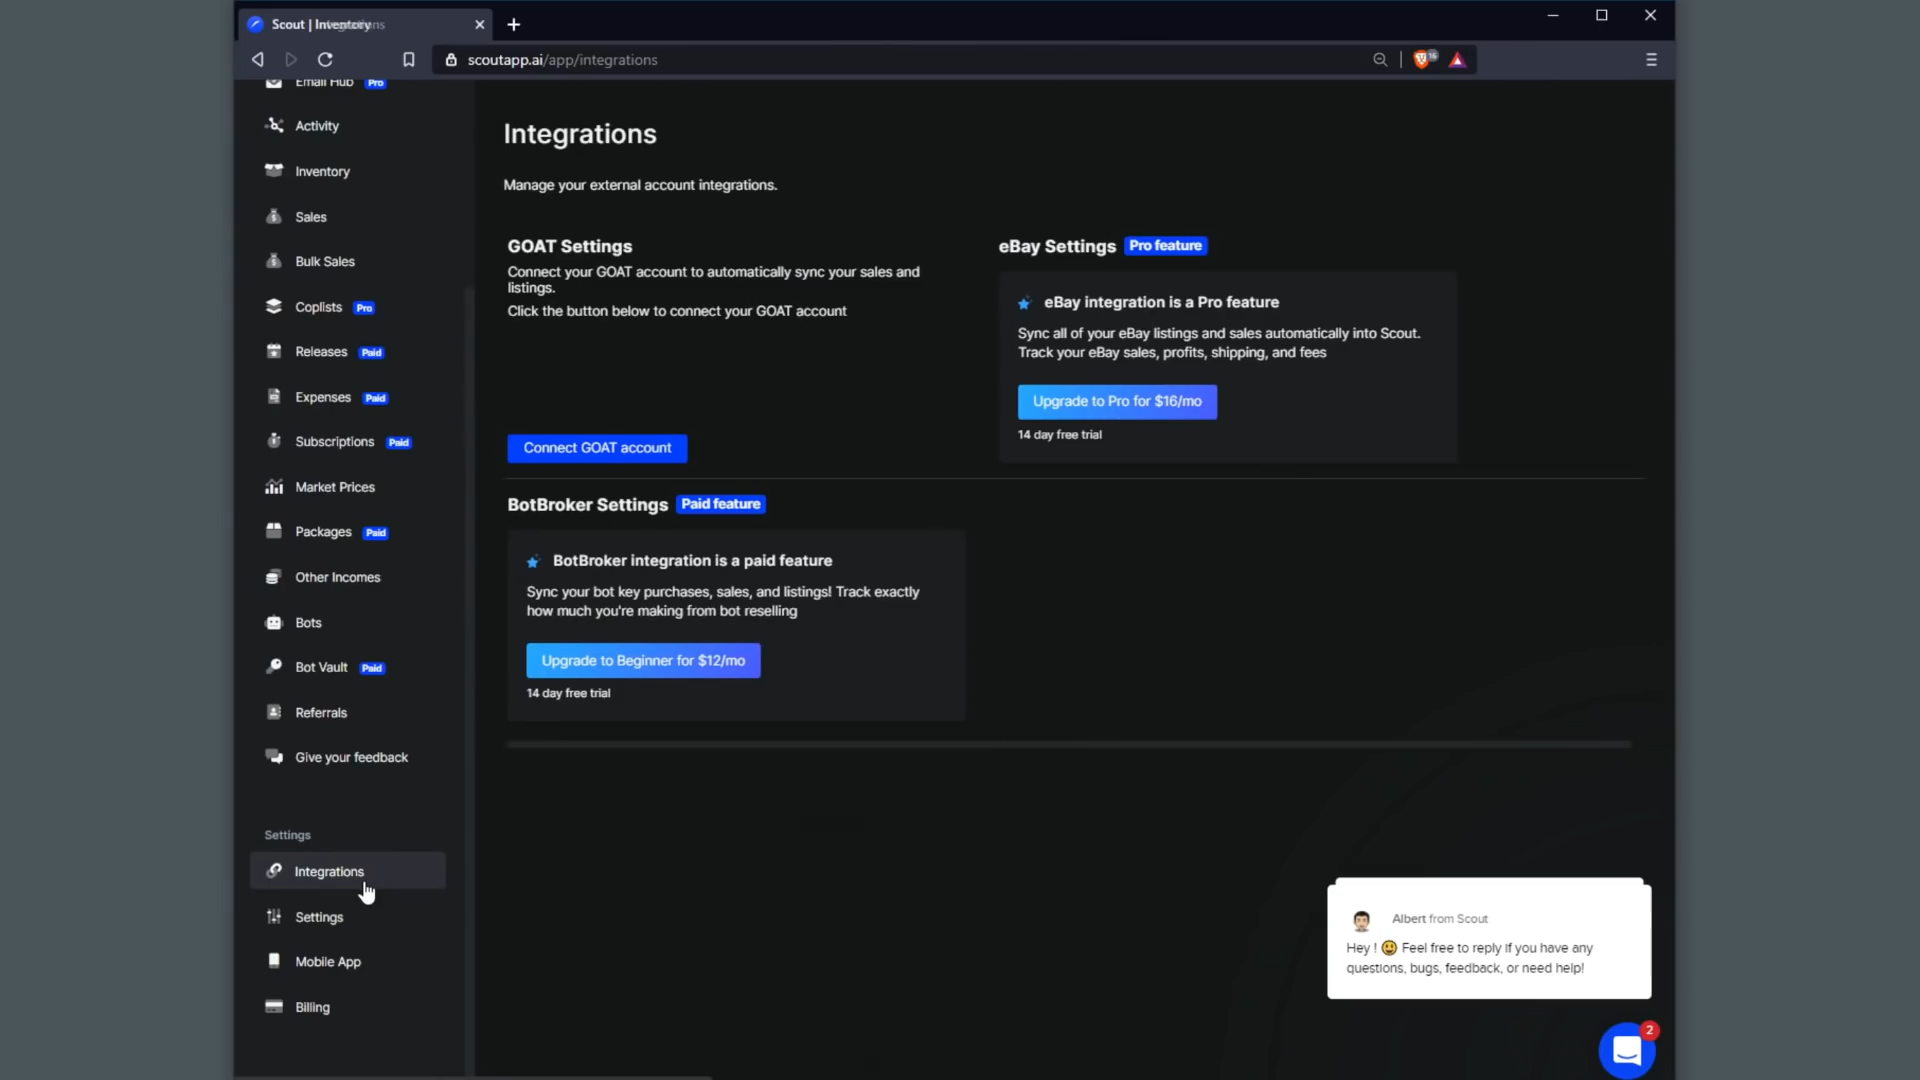 Scout | Inventory
scoutapp.ai/app/integrations
16
Email Hub Pro
Activity
Inventory
Sales
Bulk Sales
Coplists Pro
Releases Paid
Expenses Paid
Subscriptions Paid
Market Prices
Packages Paid
Other Incomes
Bots
Bot Vault Paid
Referrals
Give your feedback
Settings
Integrations
Settings
Mobile App
Billing
Integrations
Manage your external account integrations.
GOAT Settings
Connect your GOAT account to automatically sync your sales and
listings.
Click the button below to connect your GOAT account
Connect GOAT account
eBay Settings Pro feature
eBay integration is a Pro feature
Sync all of your eBay listings and sales automatically into Scout.
Track your eBay sales, profits, shipping, and fees
Upgrade to Pro for $16/mo
14 day free trial
BotBroker Settings Paid feature
BotBroker integration is a paid feature
Sync your bot key purchases, sales, and listings! Track exactly
how much you're making from bot reselling
Upgrade to Beginner for $12/mo
14 day free trial
Albert from Scout
Hey ! 😃 Feel free to reply if you have any
questions, bugs, feedback, or need help!
2